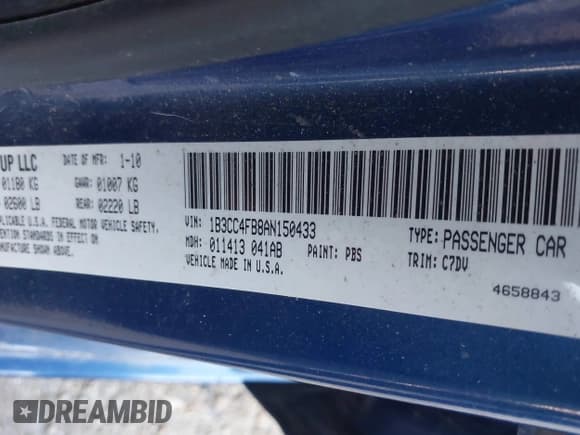 UP LLC DATE OF MFR: 1-10
01180 KG GAWR: 01007 KG
02600 LB REAR: 02220 LB
PLICABLE U.S.A. FEDERAL MOTOR VEHICLE SAFETY,
ENTION STANDARDS IN EFFECT ON
NUFACTURE SHOWN ABOVE.
VIN: 1B3CC4FB8AN150433
MDH: 011413 041AB PAINT: PBS
VEHICLE MADE IN U.S.A.
TYPE: PASSENGER CAR
TRIM: C7DV
4658843
DREAMBID